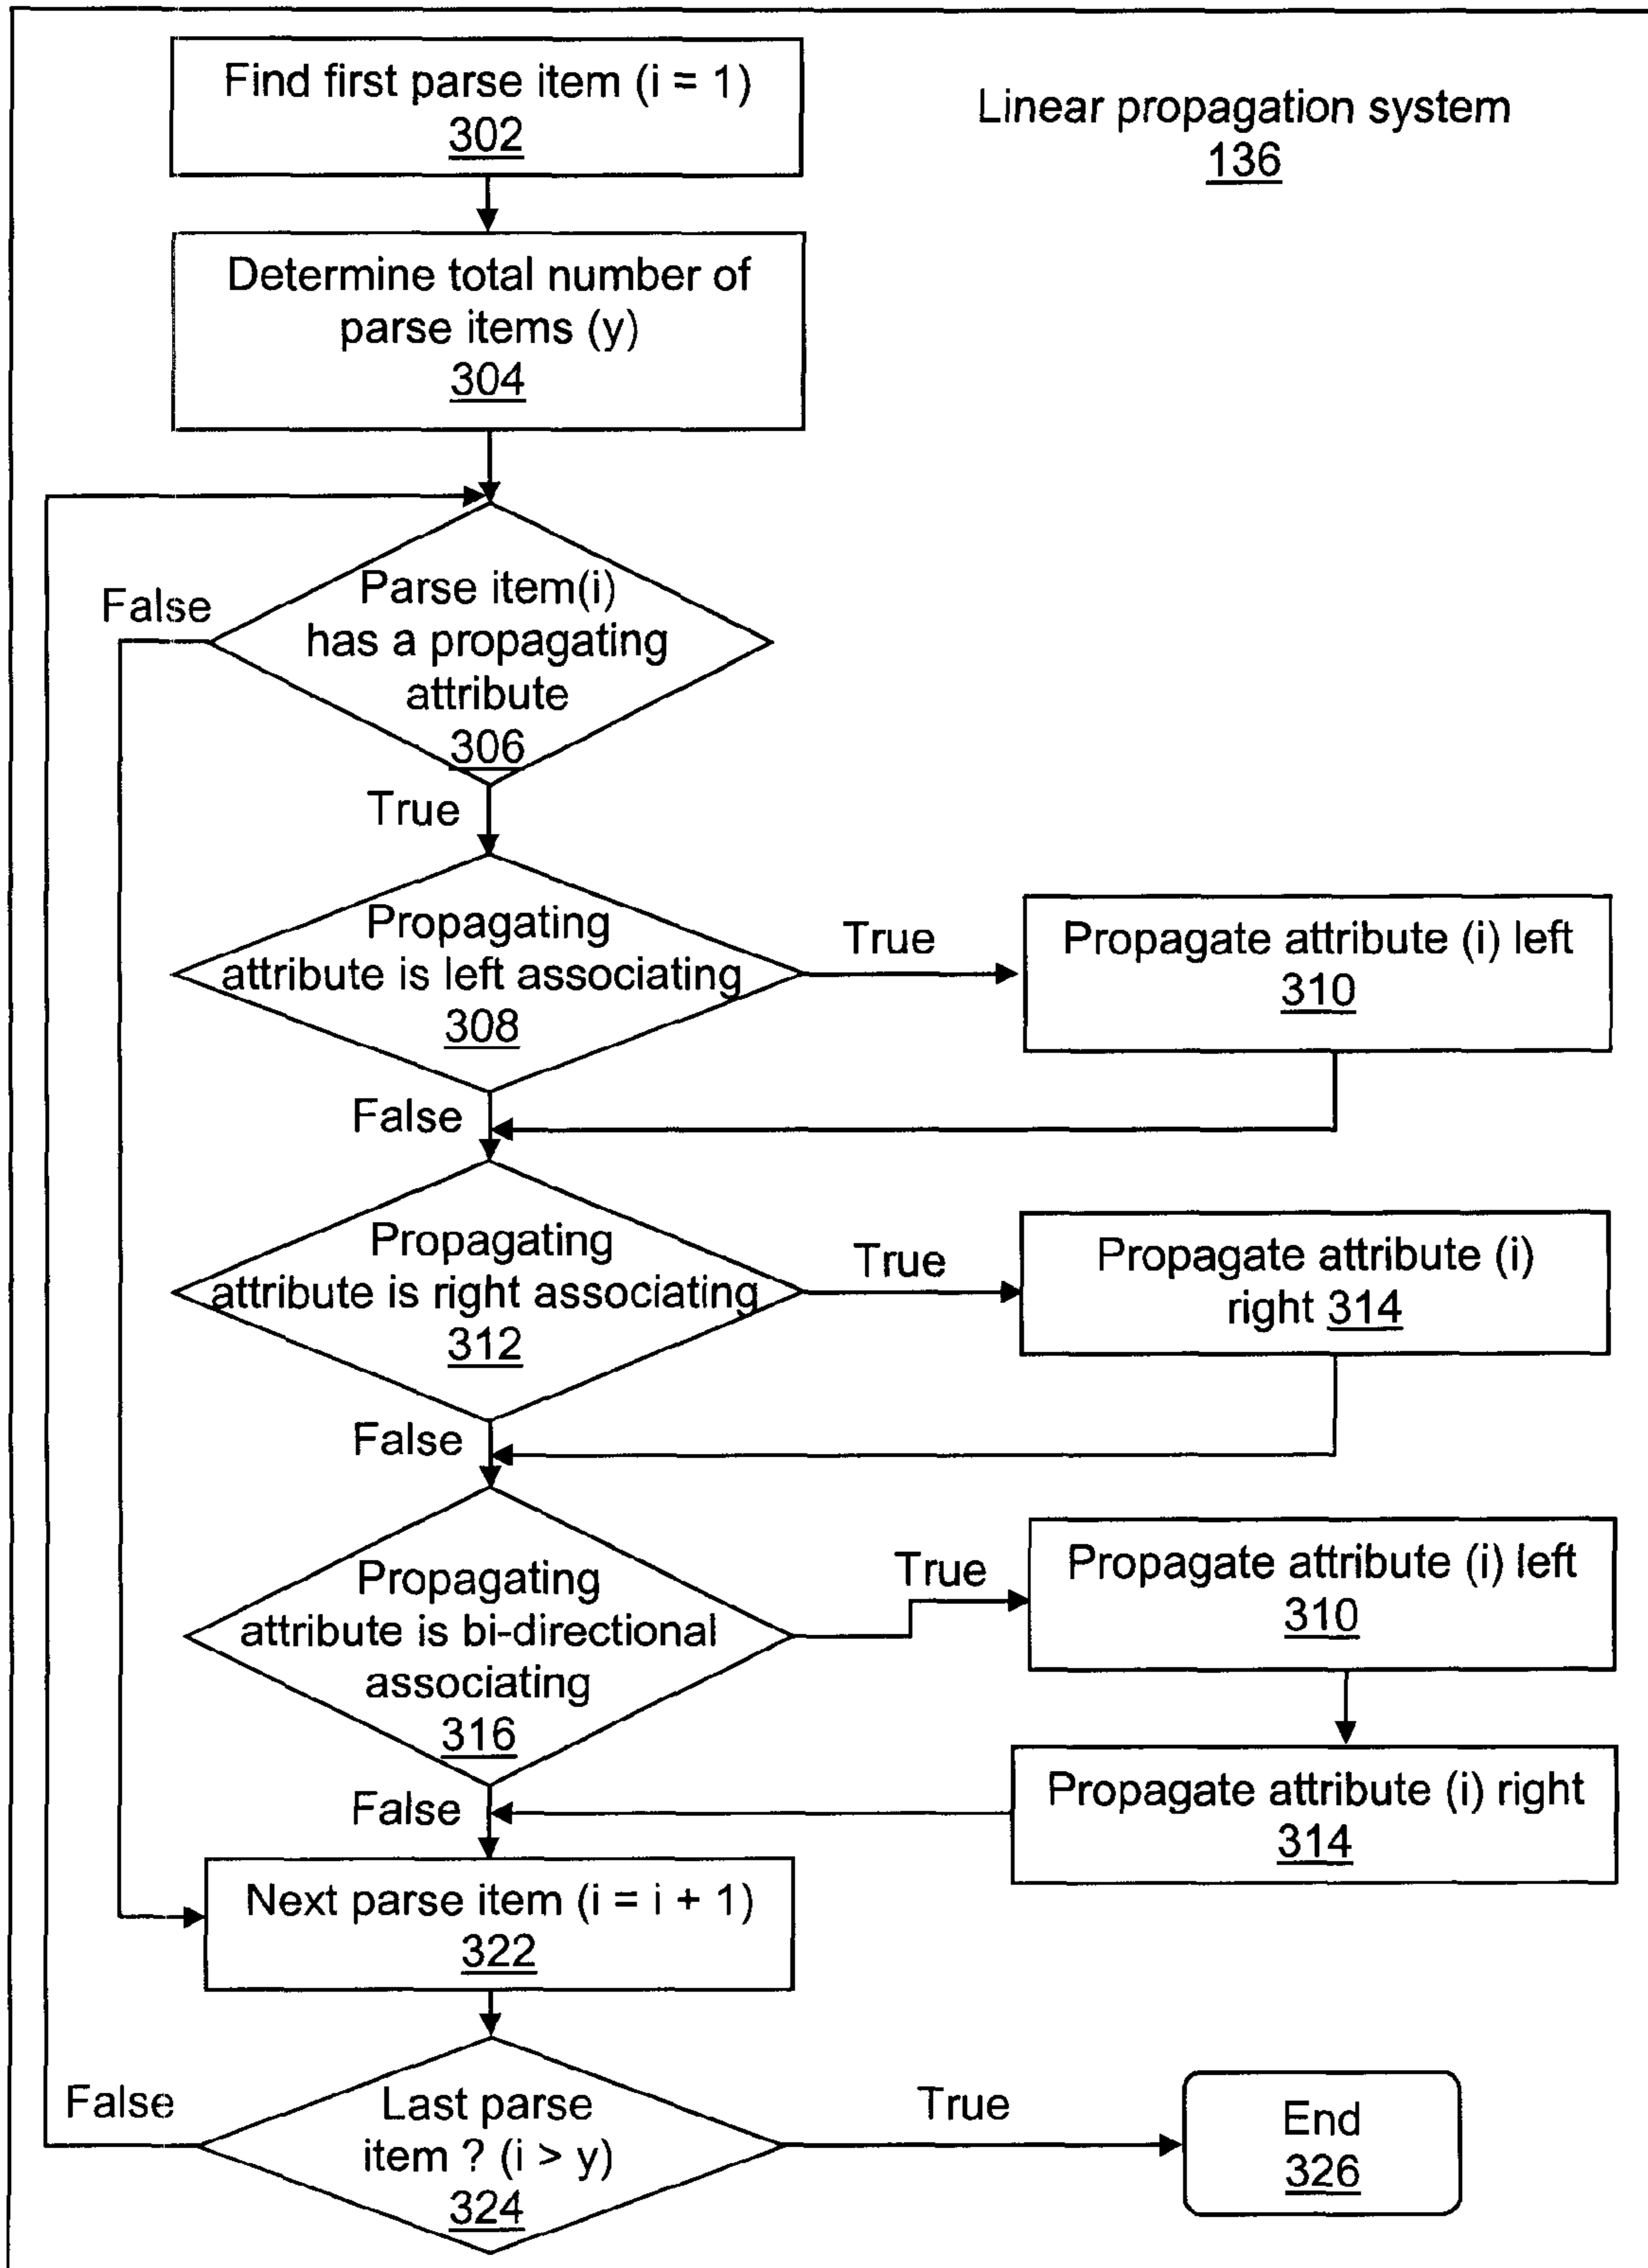 Find first parse item (i = 1)
302
Linear propagation system
136
Determine total number of
parse items (y)
304
False
Parse item(i)
has a propagating
attribute
306
True
Propagating
attribute is left associating
308
True
Propagate attribute (i) left
310
False
Propagating
attribute is right associating
312
True
Propagate attribute (i)
right 314
False
Propagating
attribute is bi-directional
associating
316
True
Propagate attribute (i) left
310
False
Propagate attribute (i) right
314
Next parse item (i = i + 1)
322
False
Last parse
item ? (i > y)
324
True
End
326